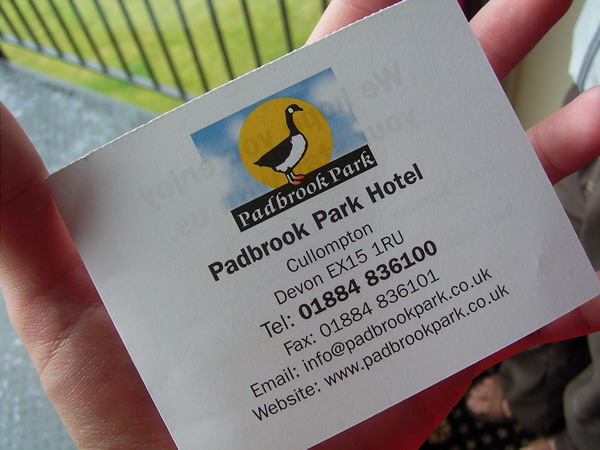 Padbrook Park
Padbrook Park Hotel
Cullompton
Devon EX15 1RU
Tel: 01884 836100
Fax: 01884 836101
Email: info@padbrookpark.co.uk
Website: www.padbrookpark.co.uk